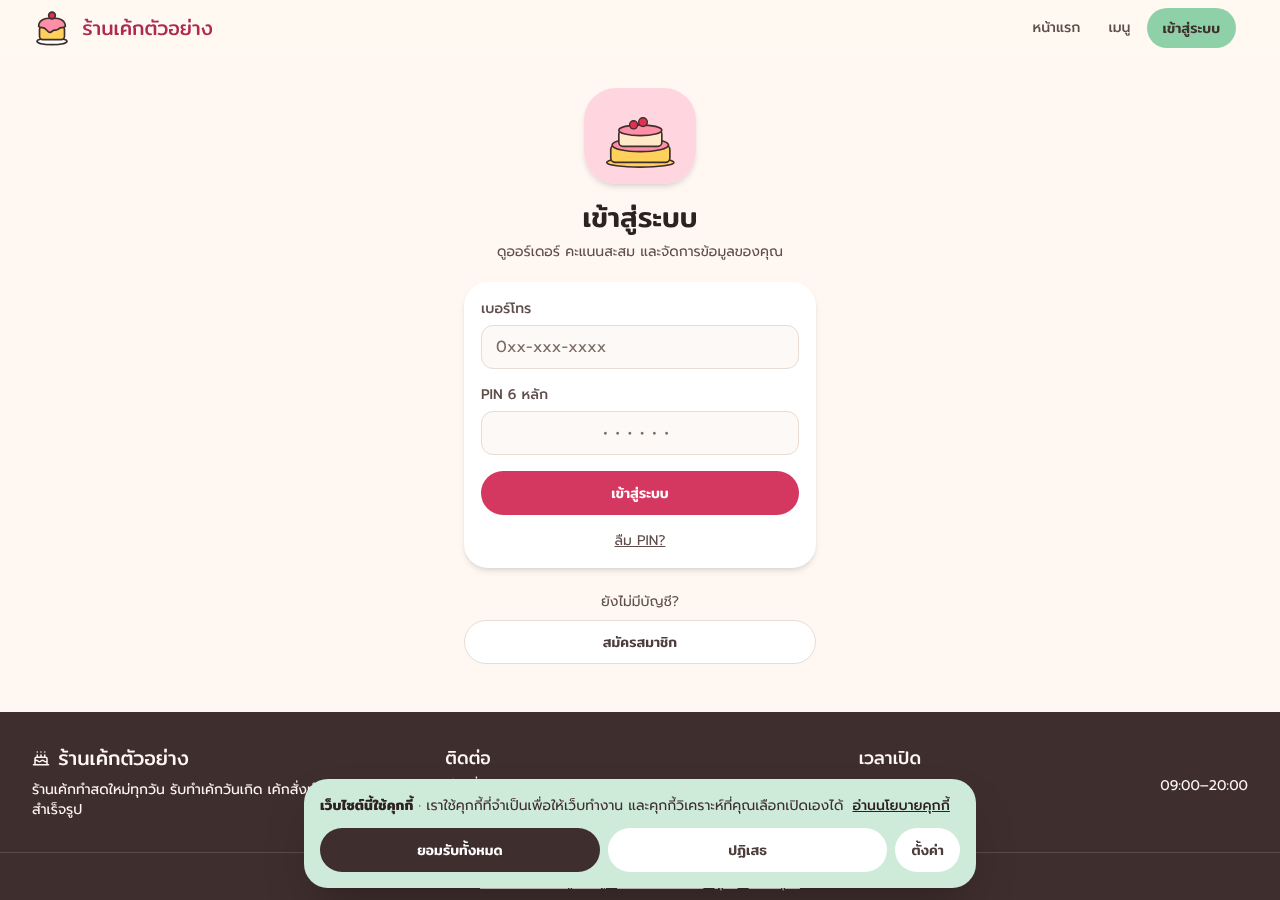 ร้านเค้กตัวอย่าง
หน้าแรก
เมนู
เข้าสู่ระบบ
เข้าสู่ระบบ
ดูออร์เดอร์ คะแนนสะสม และจัดการข้อมูลของคุณ
เบอร์โทร
0xx-xxx-xxxx
PIN 6 หลัก
••••••
เข้าสู่ระบบ
ลืม PIN?
ยังไม่มีบัญชี?
สมัครสมาชิก
ร้านเค้กตัวอย่าง
ร้านเค้กทำสดใหม่ทุกวัน รับทำเค้กวันเกิด
สำเร็จรูป
ติดต่อ
เวลาเปิด
09:00–20:00
เว็บไซต์นี้ใช้คุกกี้ · เราใช้คุกกี้ที่จำเป็นเพื่อให้เว็บทำงาน และคุกกี้วิเคราะห์ที่คุณเลือกเปิดเองได้ อ่านนโยบายคุกกี้
ยอมรับทั้งหมด
ปฏิเสธ
ตั้งค่า